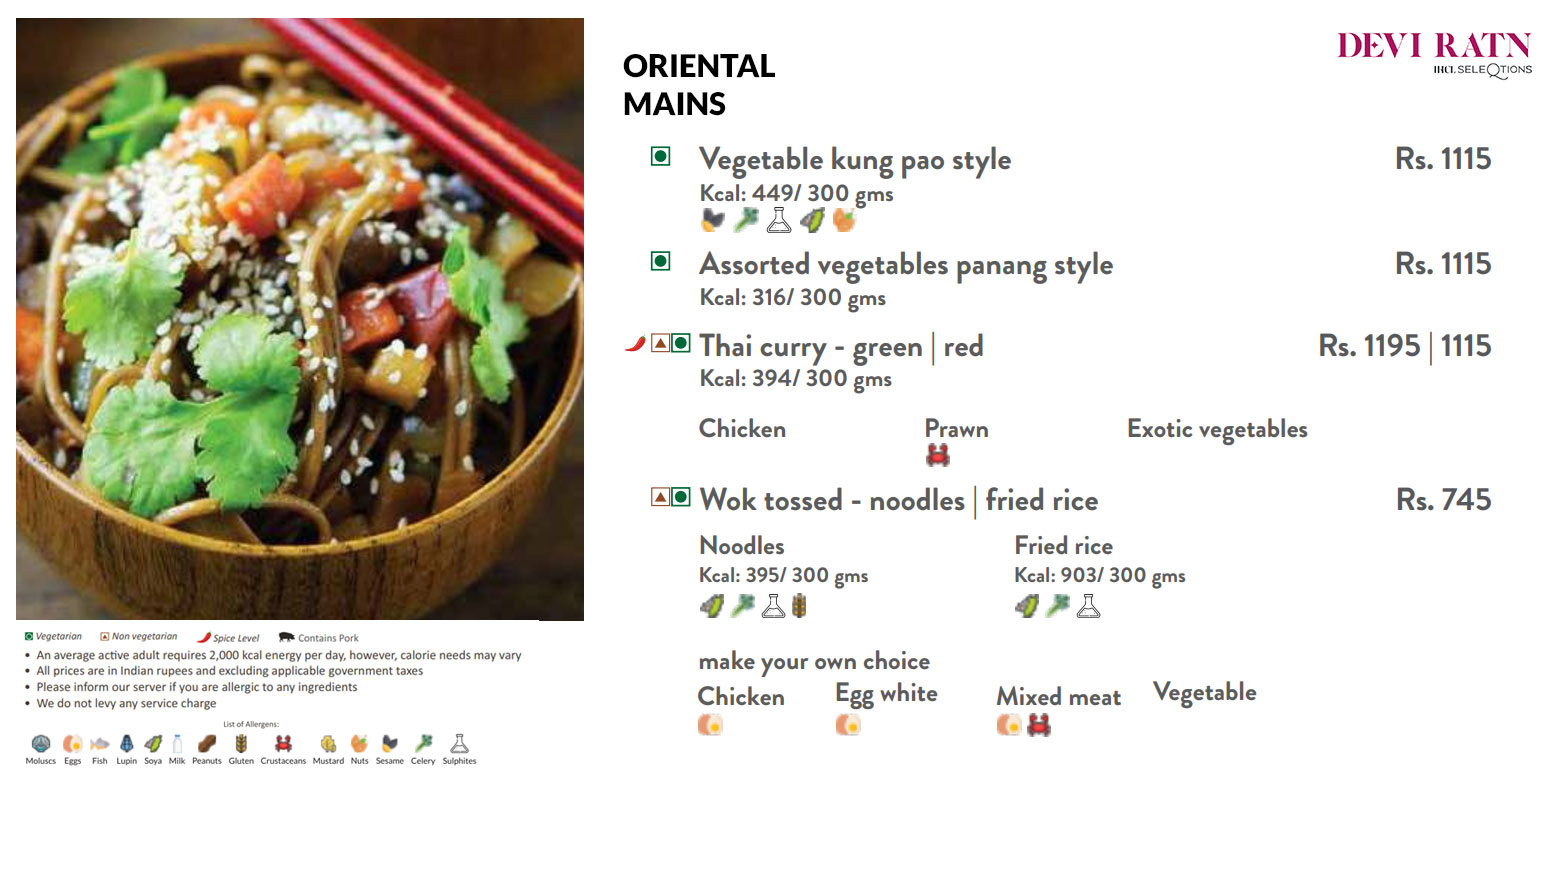 DEVI RATN
IHCL SELEQTIONS
ORIENTAL
MAINS
Vegetable kung pao style Rs. 1115
Kcal: 449/ 300 gms
Assorted vegetables panang style Rs. 1115
Kcal: 316/ 300 gms
Thai curry - green | red Rs. 1195 | 1115
Kcal: 394/ 300 gms
Chicken Prawn Exotic vegetables
Wok tossed - noodles | fried rice Rs. 745
Noodles Fried rice
Kcal: 395/ 300 gms Kcal: 903/ 300 gms
make your own choice
Chicken Egg white Mixed meat Vegetable
Vegetarian Non vegetarian Spice Level Contains Pork
• An average active adult requires 2,000 kcal energy per day, however, calorie needs may vary
• All prices are in Indian rupees and excluding applicable government taxes
• Please inform our server if you are allergic to any ingredients
• We do not levy any service charge
List of Allergens:
Moluscs Eggs Fish Lupin Soya Milk Peanuts Gluten Crustaceans Mustard Nuts Sesame Celery Sulphites